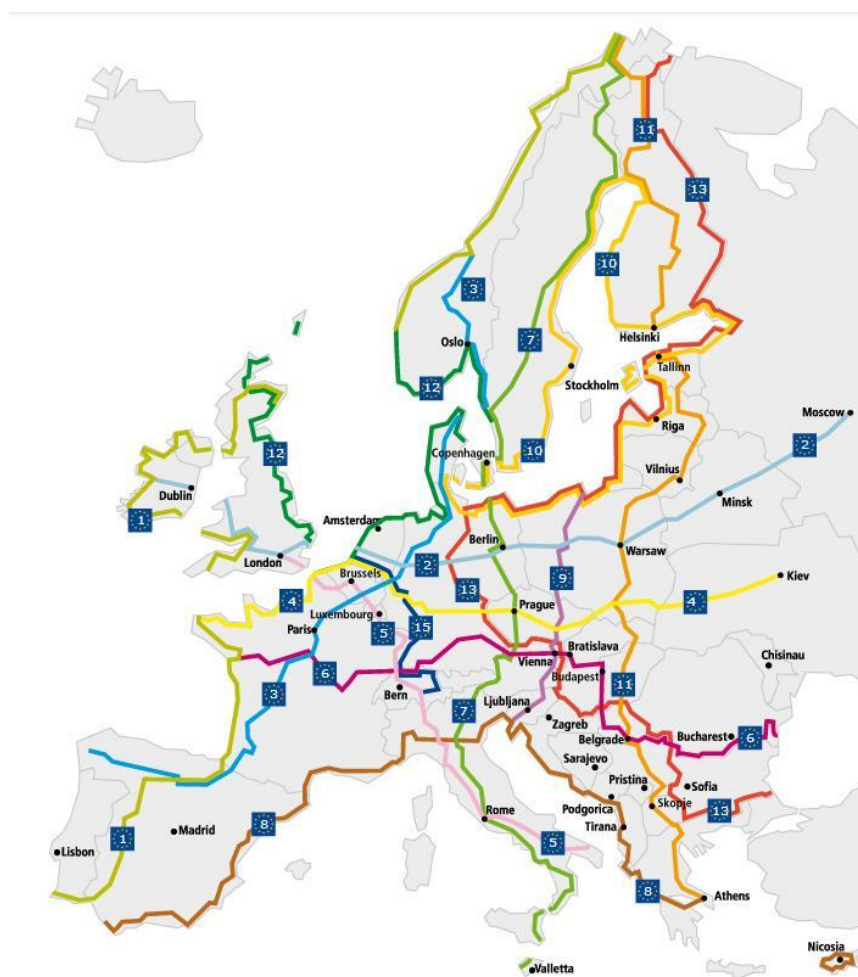 11
13
3
10
Oslo
7
Helsinki
Tallinn
12
Stockholm
Moscow
Riga
2
12
Copenhagen
10
Vilnius
Dublin
Minsk
1
Amsterdam
Berlin
Warsaw
London
2
9
Brussels
13
Kiev
4
Prague
4
Luxembourg
15
Paris
5
Bratislava
Chisinau
Vienna
6
Budapest
3
Bern
11
Ljubljana
7
Zagreb
Bucharest
6
Belgrade
Sarajevo
Pristina
Sofia
Podgorica
Skopje
13
Rome
8
1
Madrid
Tirana
5
Lisbon
8
Athens
Nicosia
Valletta